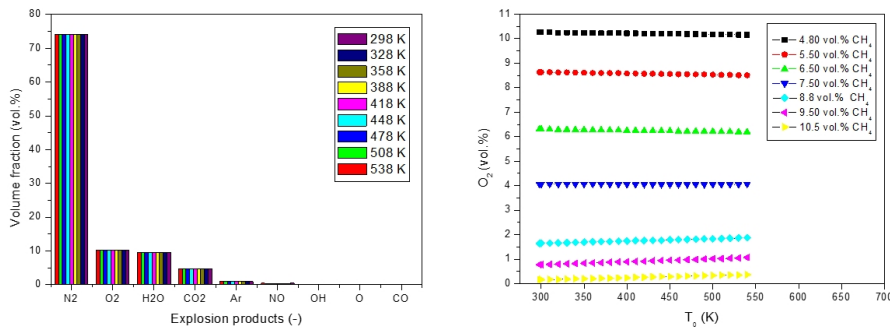 80
70
60
50
40
30
20
10
0
Volume fraction (vol.%)
N2 O2 H2O CO2 Ar NO OH O CO
Explosion products (-)
298 K
328 K
358 K
388 K
418 K
448 K
478 K
508 K
538 K
11
10
9
8
7
6
5
4
3
2
1
0
O₂ (vol.%)
300 350 400 450 500 550 600 650 700
T₀ (K)
4.80 vol.% CH₄
5.50 vol.% CH₄
6.50 vol.% CH₄
7.50 vol.% CH₄
8.8 vol.% CH₄
9.50 vol.% CH₄
10.5 vol.% CH₄